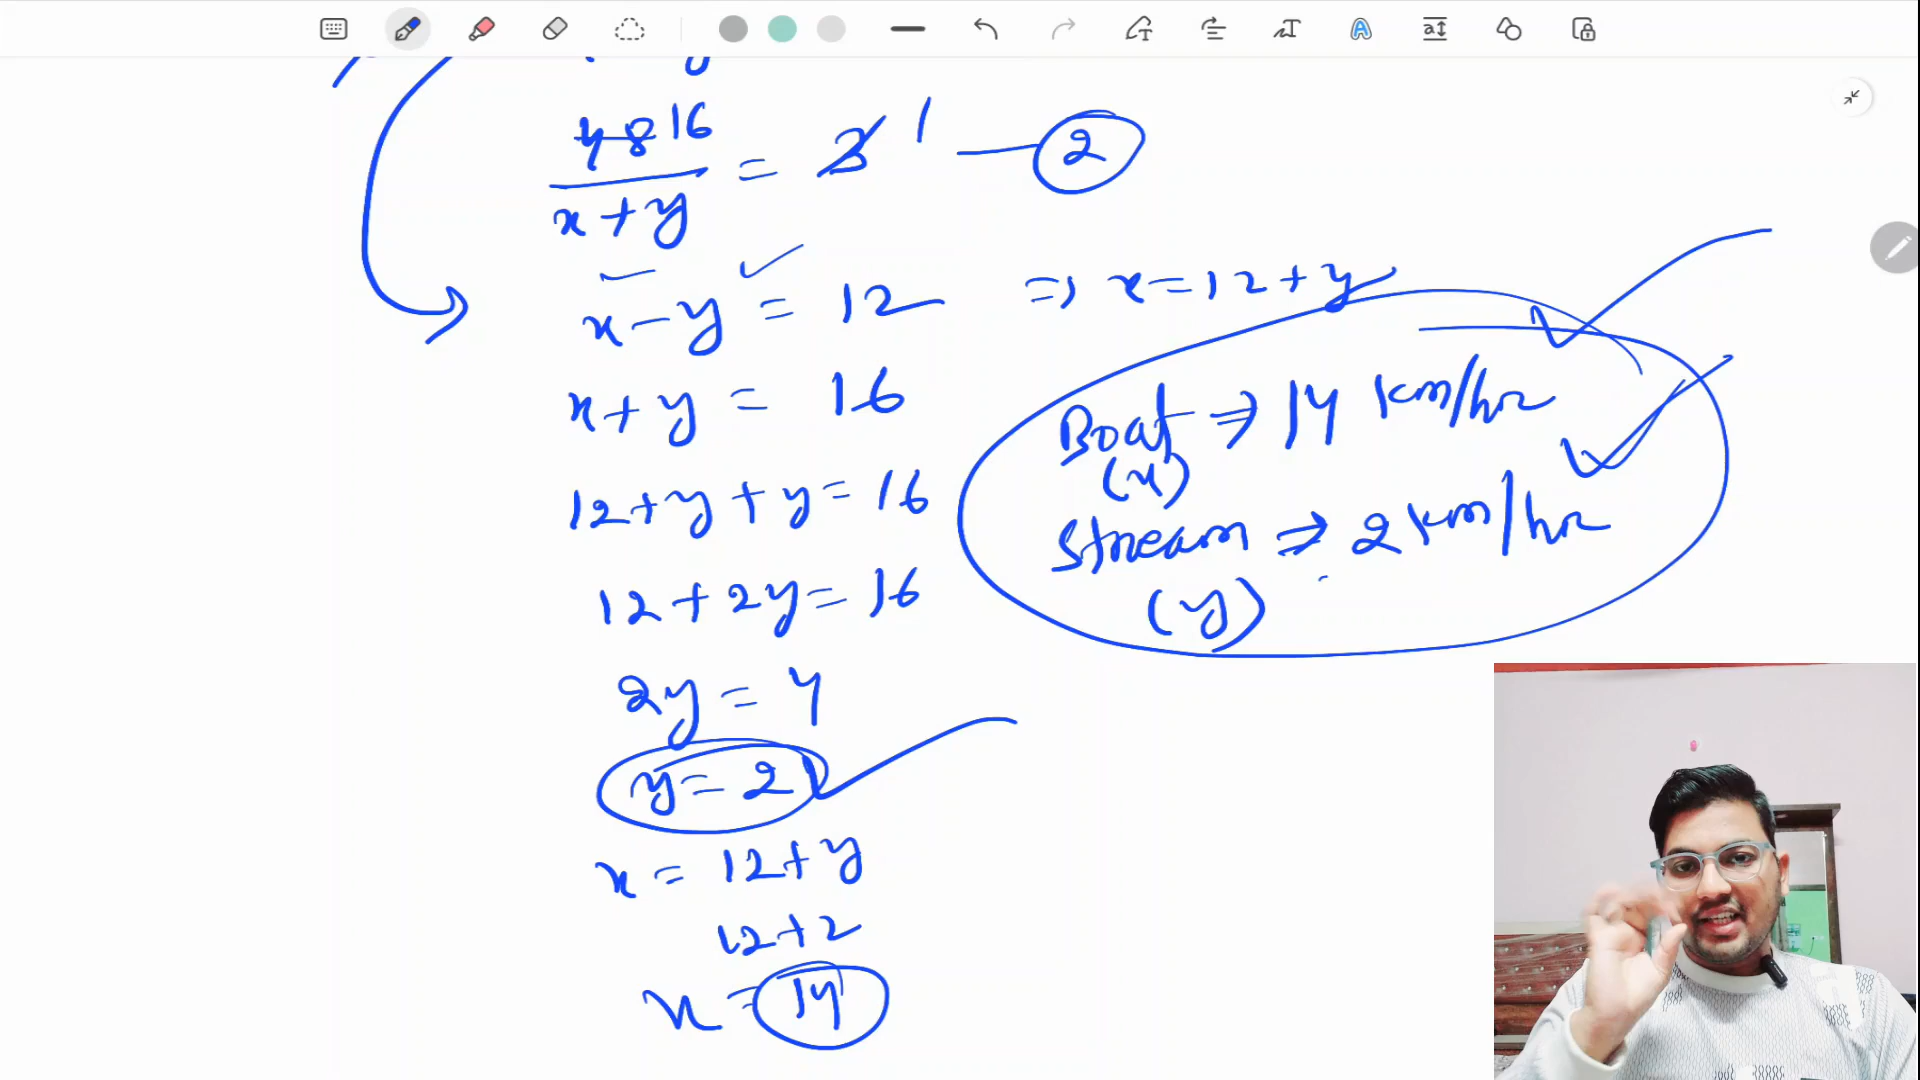 48 16
x + y = 3 1 — 2
x - y = 12 => x = 12 + y
x + y = 16
12 + y + y = 16
12 + 2y = 16
2y = 4
y = 2
x = 12 + y
12 + 2
x = 14
Boat => 14 km/hr
(x)
Stream => 2 km/hr
(y)